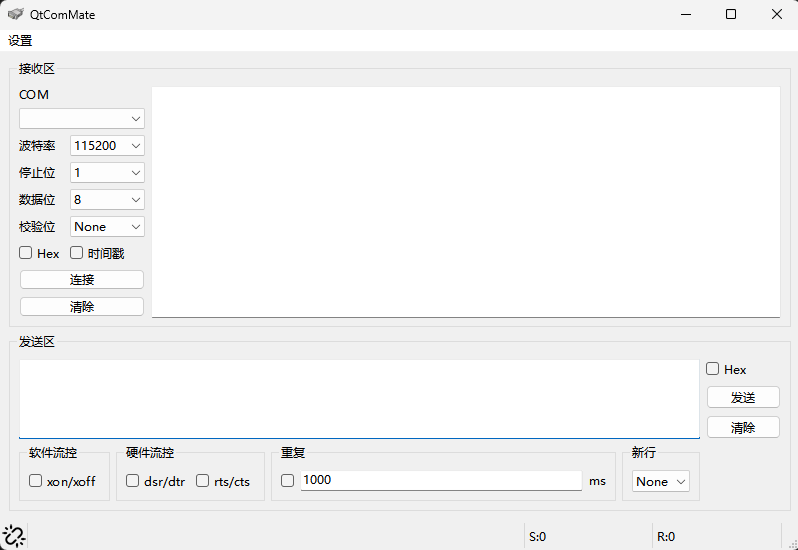 QtComMate
设置
接收区
COM
波特率 115200
停止位 1
数据位 8
校验位 None
Hex 时间戳
连接
清除
发送区
Hex
发送
清除
软件流控 硬件流控 重复 新行
xon/xoff dsr/dtr rts/cts 1000 ms None
S:0 R:0